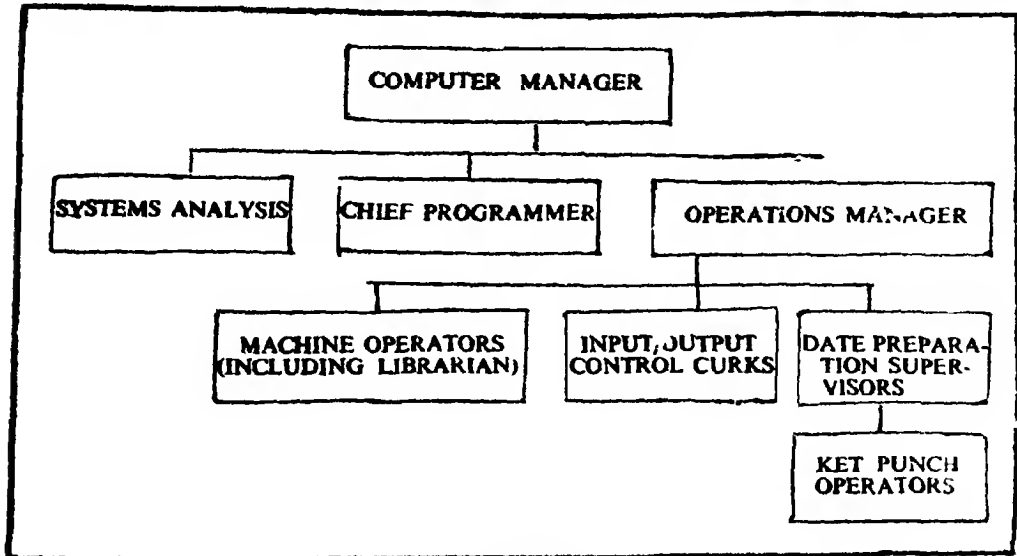 COMPUTER MANAGER
SYSTEMS ANALYSIS
CHIEF PROGRAMMER
OPERATIONS MANAGER
MACHINE OPERATORS
(INCLUDING LIBRARIAN)
INPUT/OUTPUT
CONTROL CURKS
DATE PREPARA-
TION SUPER-
VISORS
KET PUNCH
OPERATORS